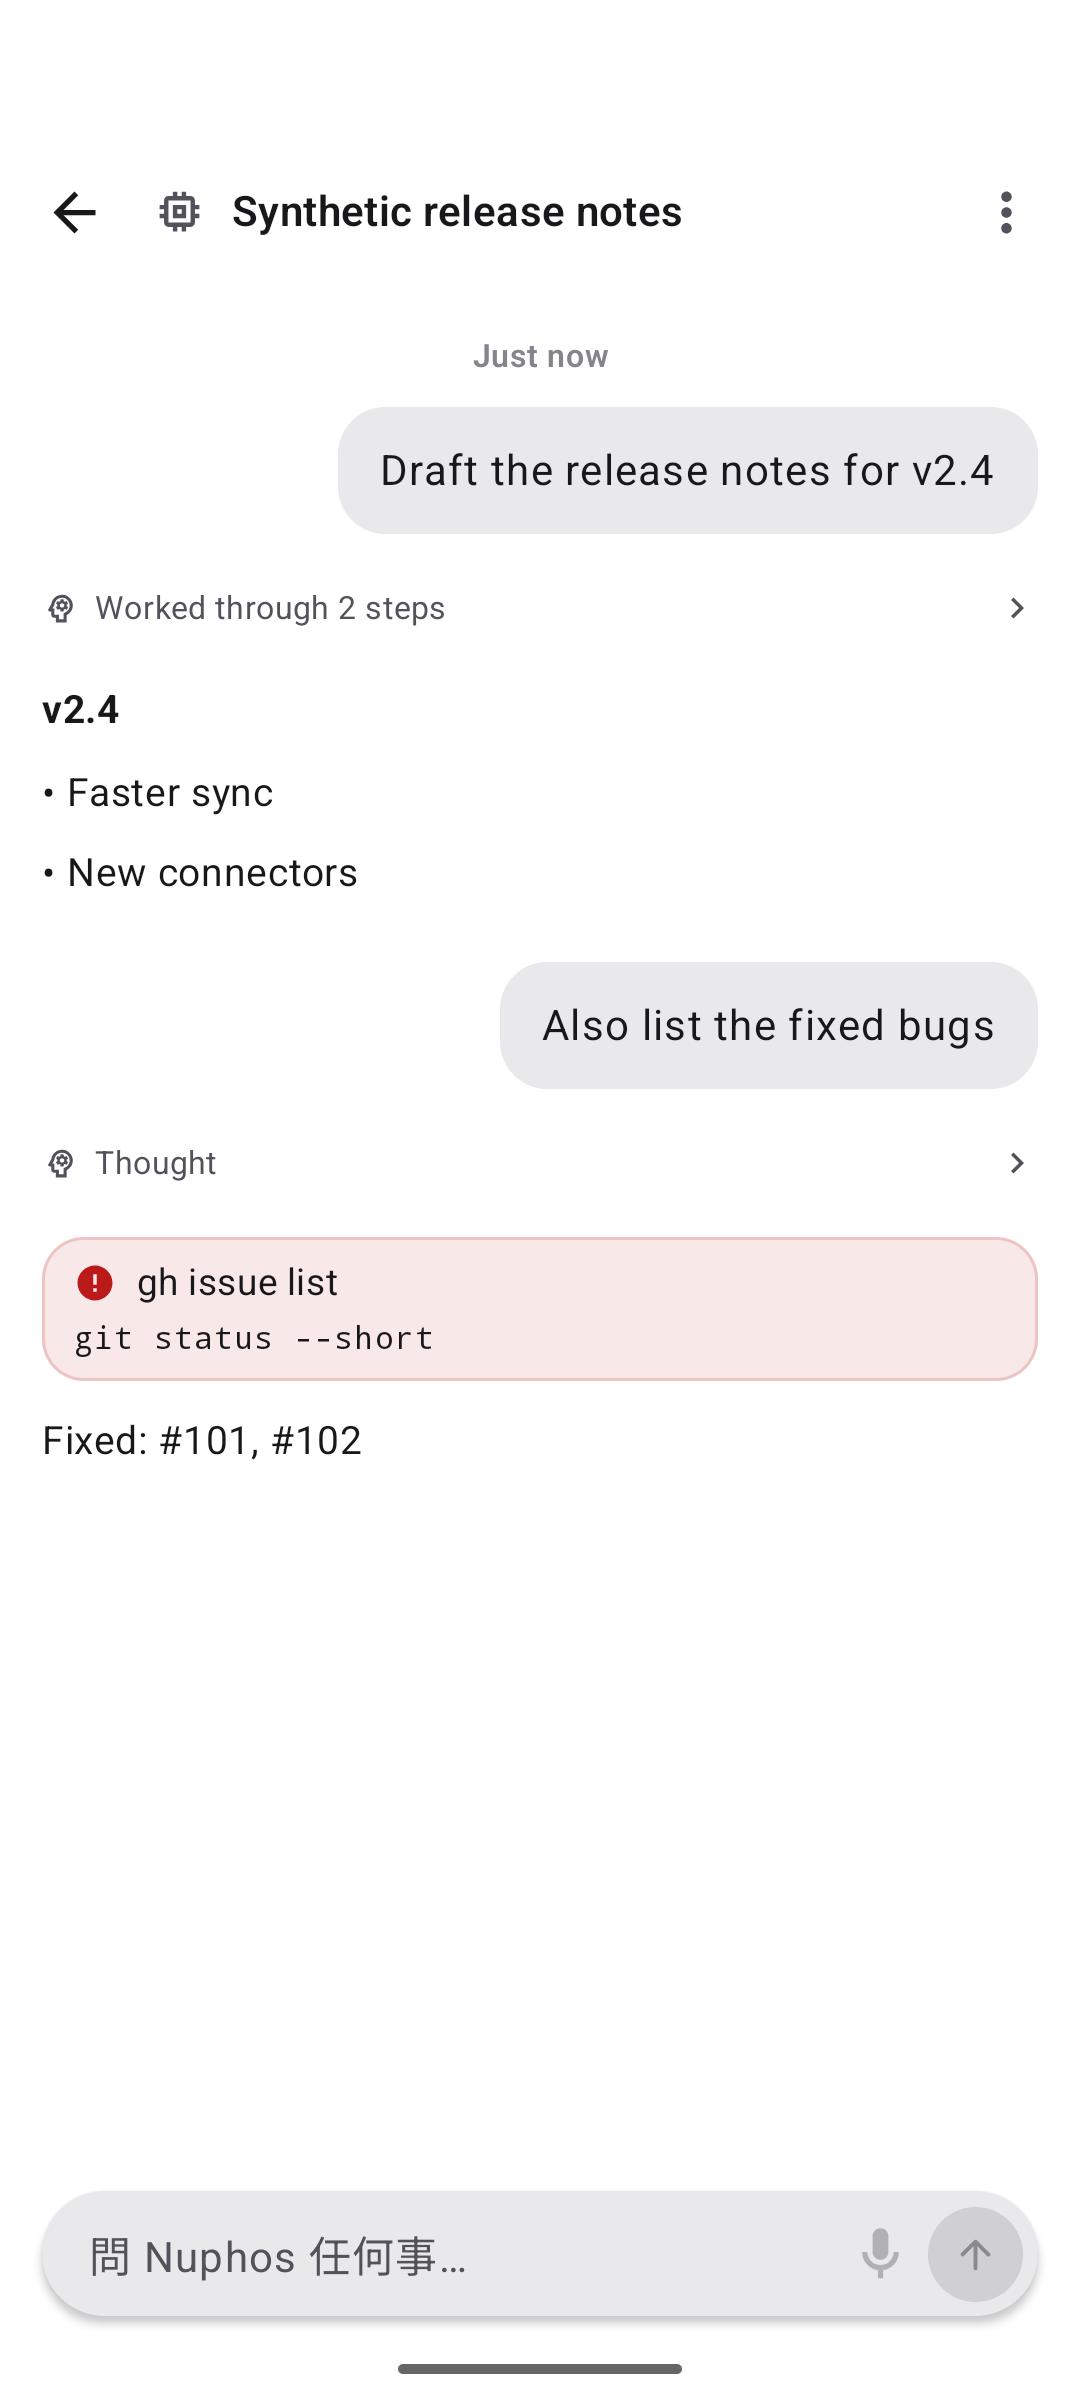 Synthetic release notes
Just now
Draft the release notes for v2.4
Worked through 2 steps
v2.4
• Faster sync
• New connectors
Also list the fixed bugs
Thought
gh issue list
git status --short
Fixed: #101, #102
問 Nuphos 任何事…